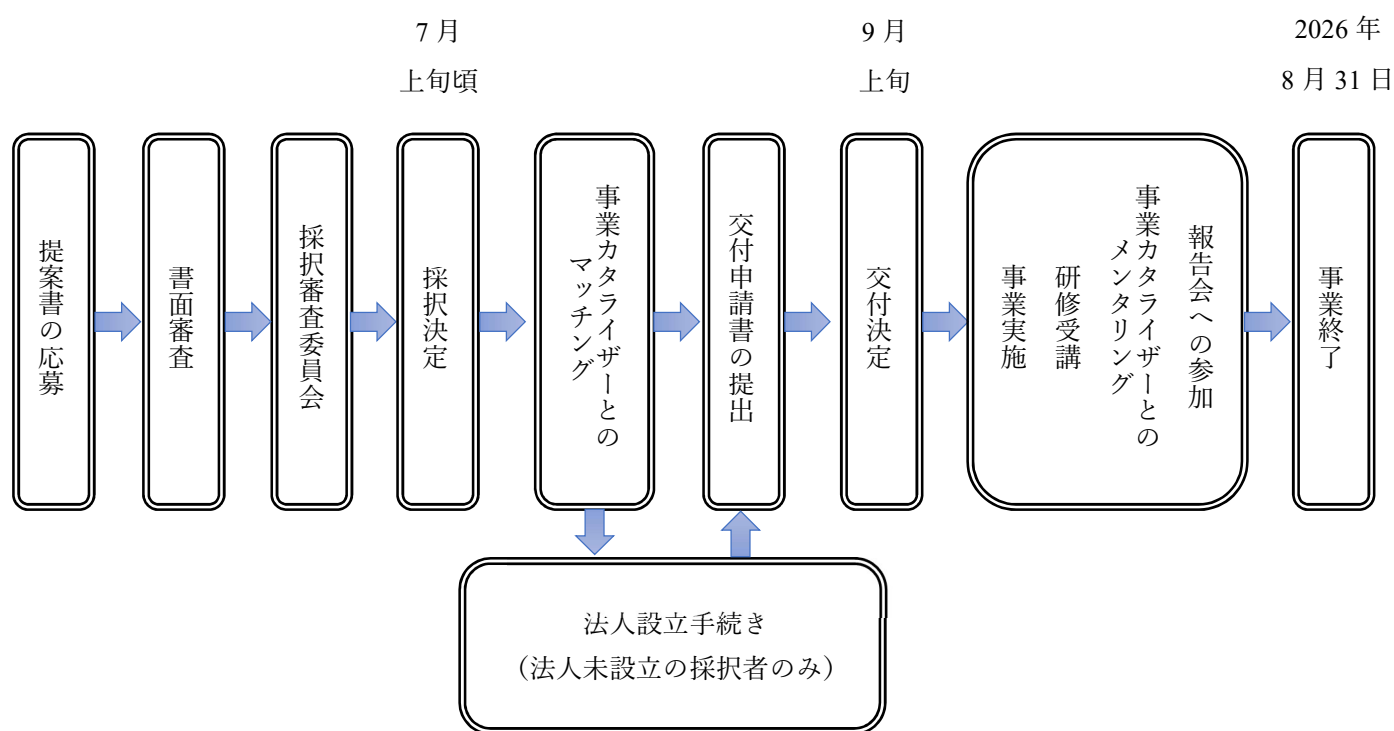 7 月
上旬頃
9 月
上旬
2026 年
8 月 31 日
提案書の応募
書面審査
採択審査委員会
採択決定
事業カタライザーとの
マッチング
交付申請書の提出
交付決定
事業実施
研修受講
事業カタライザーとの
メンタリング
報告会への参加
事業終了
法人設立手続き
（法人未設立の採択者のみ）